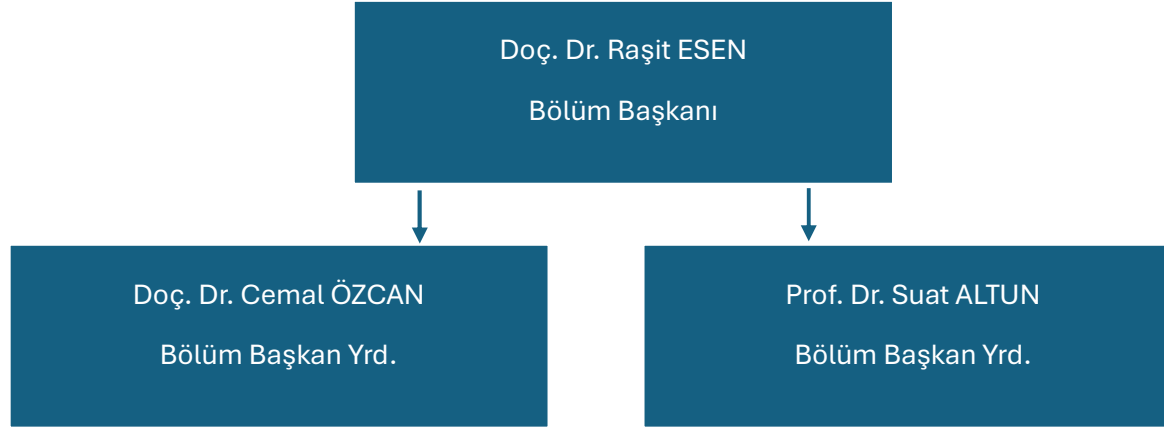 Doç. Dr. Raşit ESEN
Bölüm Başkanı
Doç. Dr. Cemal ÖZCAN
Bölüm Başkan Yrd.
Prof. Dr. Suat ALTUN
Bölüm Başkan Yrd.